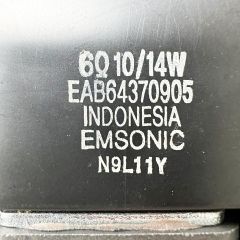 6Ω 10/14W
EAB64370905
INDONESIA
EMSONIC
N9L11Y